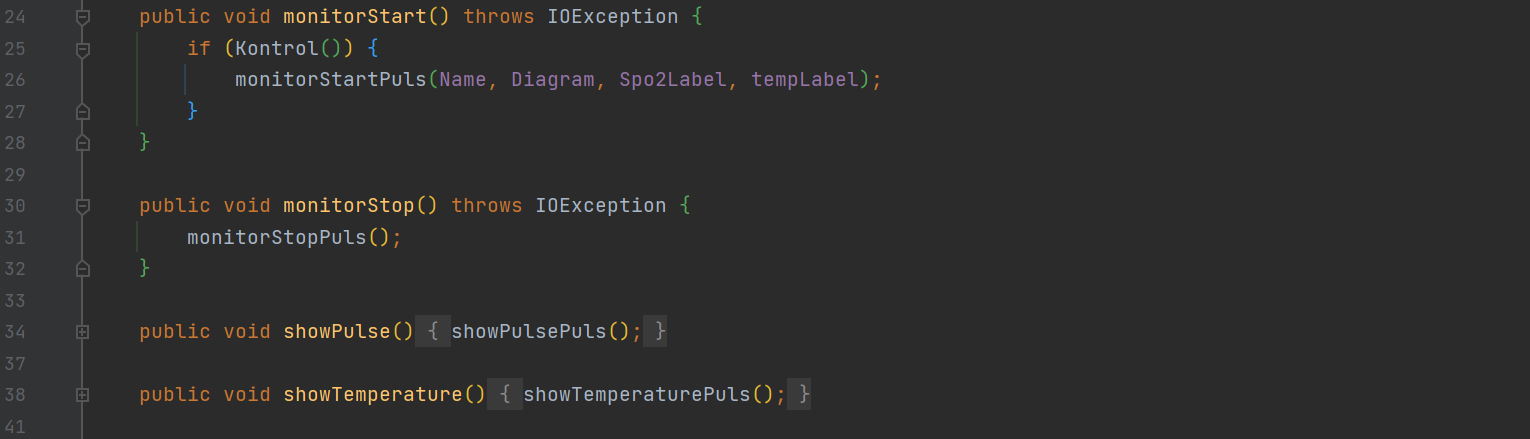 24 public void monitorStart() throws IOException {
25 if (Kontrol()) {
26 monitorStartPuls(Name, Diagram, Spo2Label, tempLabel);
27 }
28 }
29
30 public void monitorStop() throws IOException {
31 monitorStopPuls();
32 }
33
34 public void showPulse() { showPulsePuls(); }
37
38 public void showTemperature() { showTemperaturePuls(); }
41